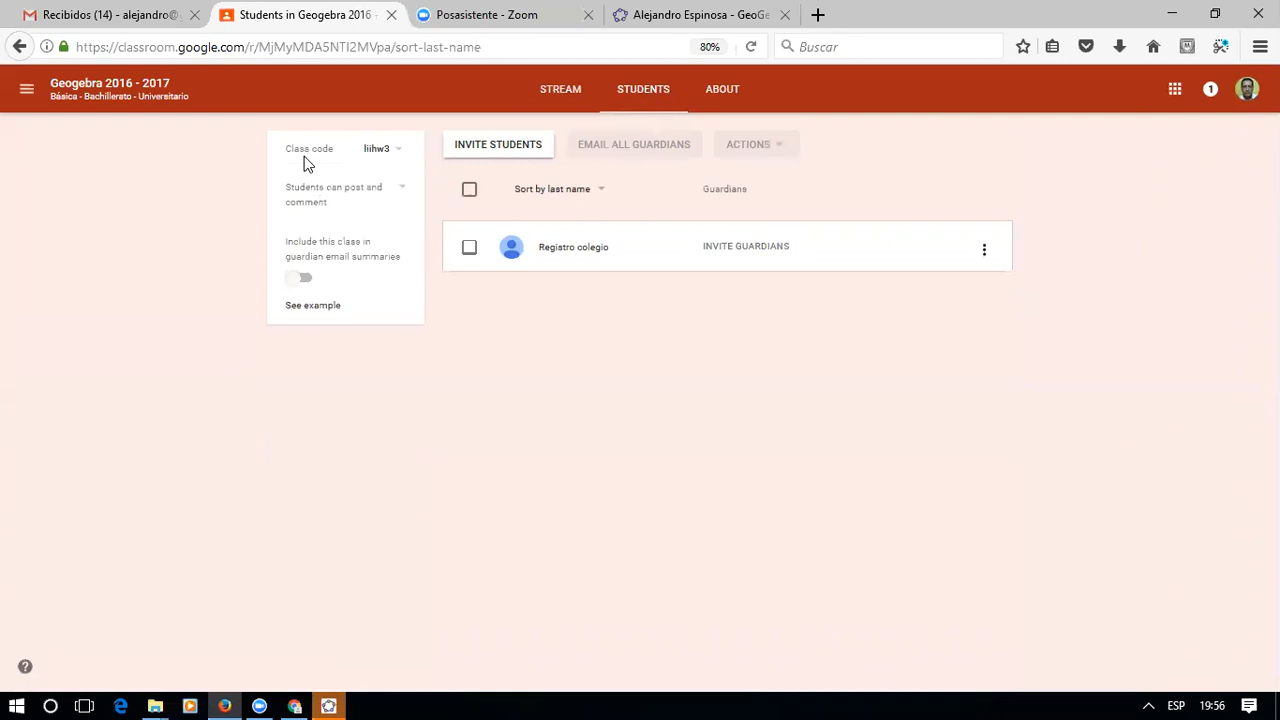 Recibidos (14) - alejandro@
Students in Geogebra 2016 -
Posasistente - Zoom
Alejandro Espinosa - GeoGe
https://classroom.google.com/r/MjMyMDA5NTI2MVpa/sort-last-name
80%
Buscar
Geogebra 2016 - 2017
Básica - Bachillerato - Universitario
STREAM
STUDENTS
ABOUT
1
Class code
liihw3
INVITE STUDENTS
EMAIL ALL GUARDIANS
ACTIONS
Students can post and
comment
Sort by last name
Guardians
Include this class in
guardian email summaries
Registro colegio
INVITE GUARDIANS
See example
?
ESP
19:56